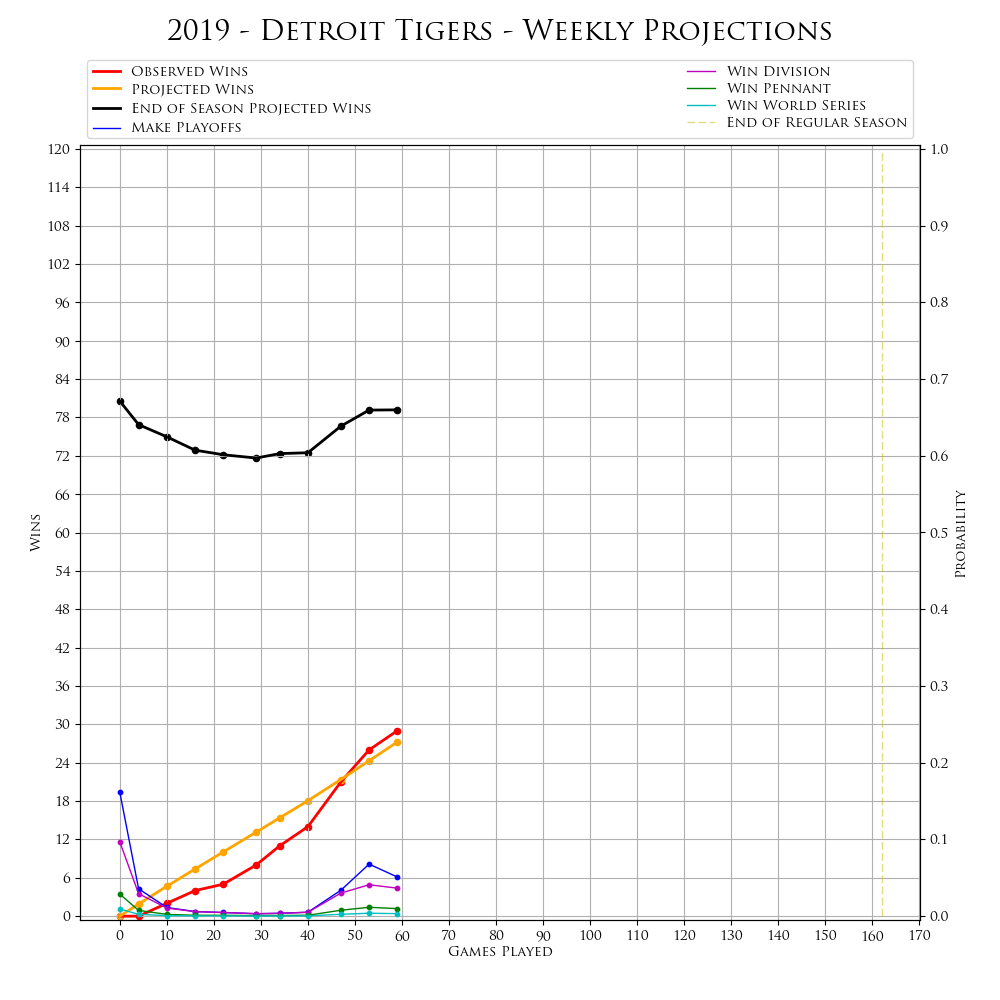 2019 - Detroit Tigers - Weekly Projections
Observed Wins
Projected Wins
End of Season Projected Wins
Make Playoffs
Win Division
Win Pennant
Win World Series
End of Regular Season
120
114
108
102
96
90
84
78
72
66
60
54
48
42
36
30
24
18
12
6
0
Wins
1.0
0.9
0.8
0.7
0.6
0.5
0.4
0.3
0.2
0.1
0.0
Probability
0 10 20 30 40 50 60 70 80 90 100 110 120 130 140 150 160 170
Games Played